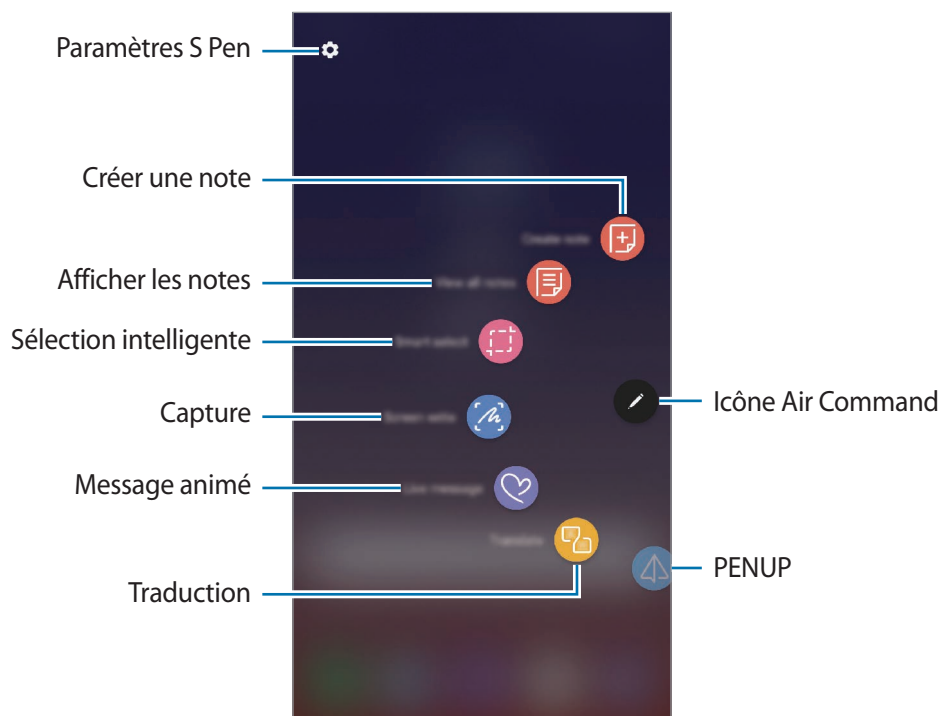 Paramètres S Pen
Créer une note
Create note
Afficher les notes
View all notes
Sélection intelligente
Smart select
Icône Air Command
Capture
Screen write
Message animé
Live message
Translate
PENUP
Traduction